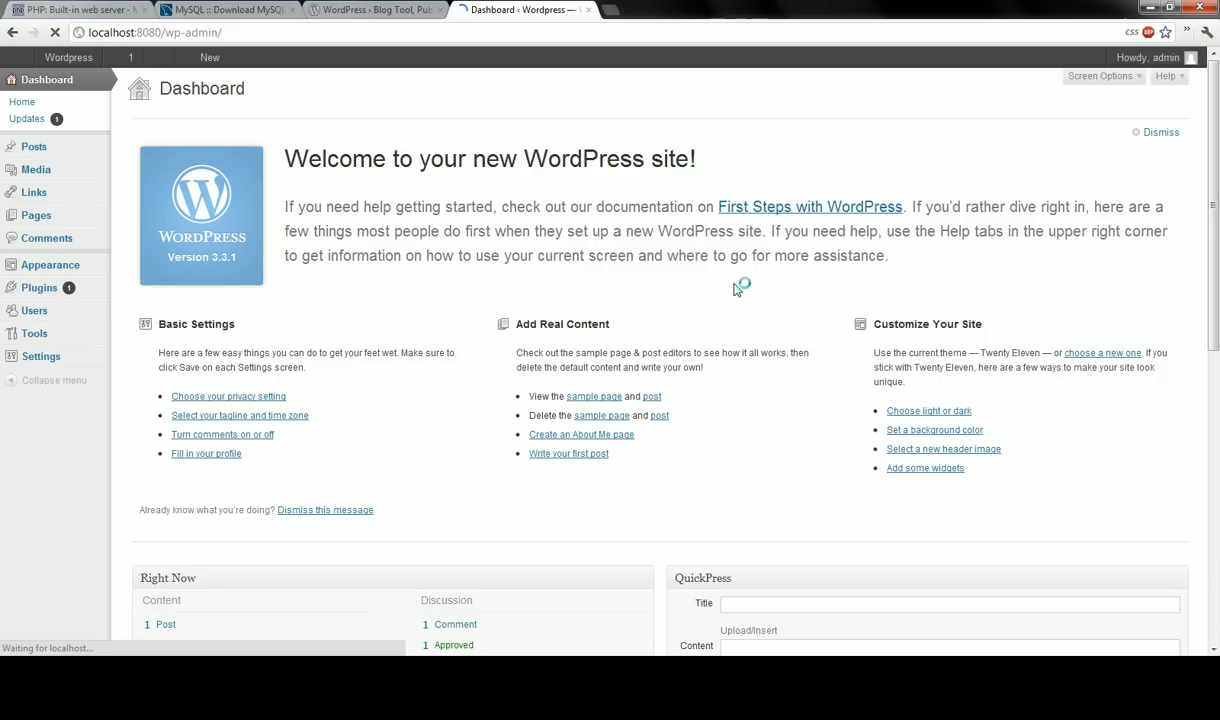 PHP: Built-in web server -
MySQL :: Download MySQL
WordPress › Blog Tool, Pub
Dashboard ‹ Wordpress —
localhost:8080/wp-admin/
CSS
ABP
Wordpress
1
New
Howdy, admin
Dashboard
Home
Updates 1
Posts
Media
Links
Pages
Comments
Appearance
Plugins 1
Users
Tools
Settings
Collapse menu
Dashboard
Screen Options
Help
Dismiss
WORDPRESS
Version 3.3.1
Welcome to your new WordPress site!
If you need help getting started, check out our documentation on First Steps with WordPress. If you'd rather dive right in, here are a
few things most people do first when they set up a new WordPress site. If you need help, use the Help tabs in the upper right corner
to get information on how to use your current screen and where to go for more assistance.
Basic Settings
Here are a few easy things you can do to get your feet wet. Make sure to
click Save on each Settings screen.
• Choose your privacy setting
• Select your tagline and time zone
• Turn comments on or off
• Fill in your profile
Add Real Content
Check out the sample page & post editors to see how it all works, then
delete the default content and write your own!
• View the sample page and post
• Delete the sample page and post
• Create an About Me page
• Write your first post
Customize Your Site
Use the current theme — Twenty Eleven — or choose a new one. If you
stick with Twenty Eleven, here are a few ways to make your site look
unique.
• Choose light or dark
• Set a background color
• Select a new header image
• Add some widgets
Already know what you're doing? Dismiss this message.
Right Now
Content
1 Post
Discussion
1 Comment
1 Approved
QuickPress
Title
Upload/Insert
Content
Waiting for localhost...